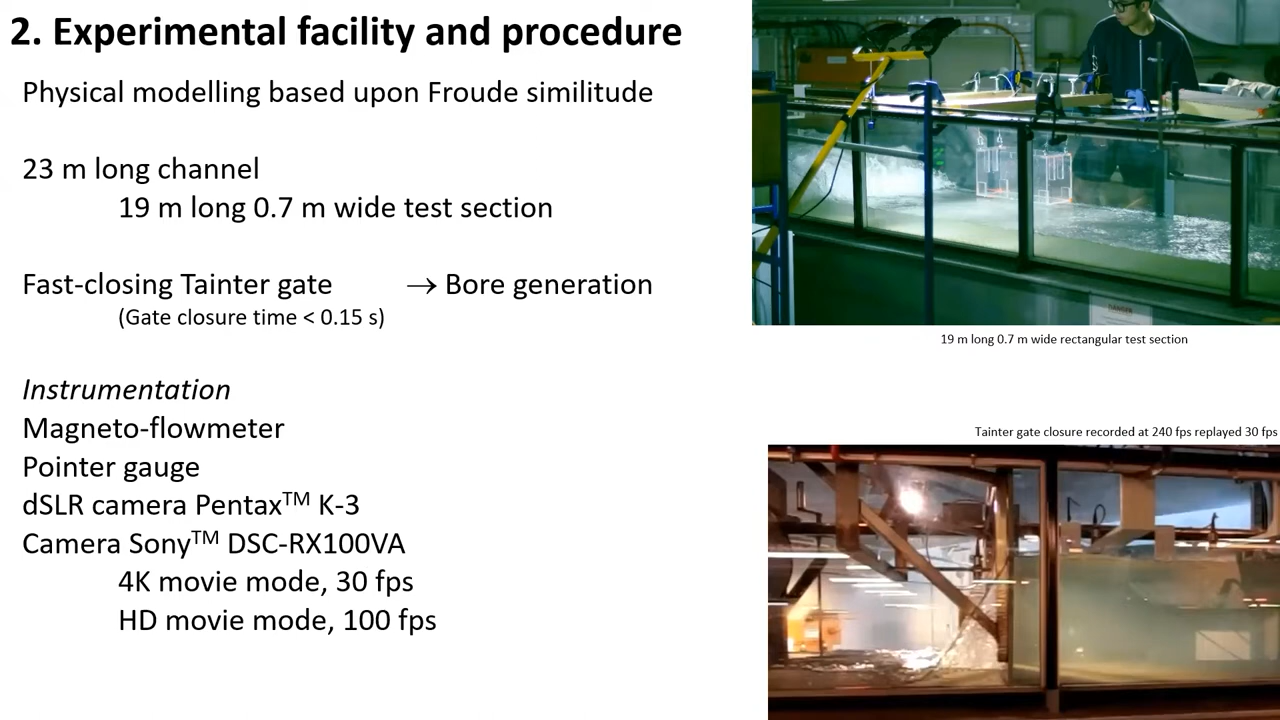 2. Experimental facility and procedure
Physical modelling based upon Froude similitude
23 m long channel
19 m long 0.7 m wide test section
Fast-closing Tainter gate → Bore generation
(Gate closure time < 0.15 s)
Instrumentation
Magneto-flowmeter
Pointer gauge
dSLR camera Pentax™ K-3
Camera Sony™ DSC-RX100VA
4K movie mode, 30 fps
HD movie mode, 100 fps
19 m long 0.7 m wide rectangular test section
Tainter gate closure recorded at 240 fps replayed 30 fps